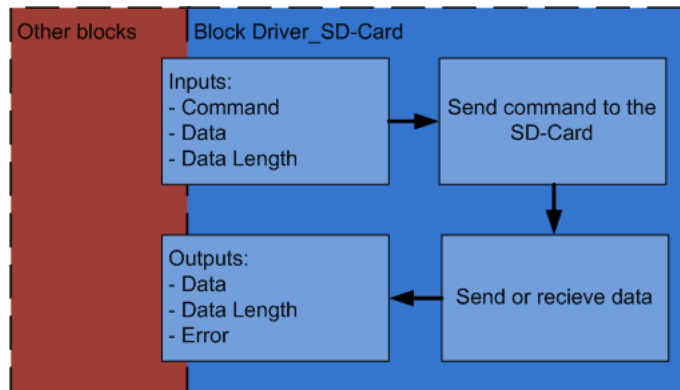 Other blocks
Block Driver_SD-Card
Inputs:
- Command
- Data
- Data Length
Send command to the
SD-Card
Outputs:
- Data
- Data Length
- Error
Send or recieve data